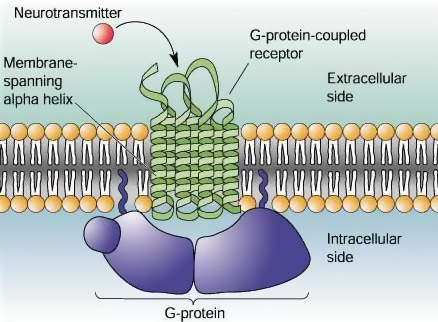 Neurotransmitter
G-protein-coupled
receptor
Membrane-
spanning
alpha helix
Extracellular
side
Intracellular
side
G-protein